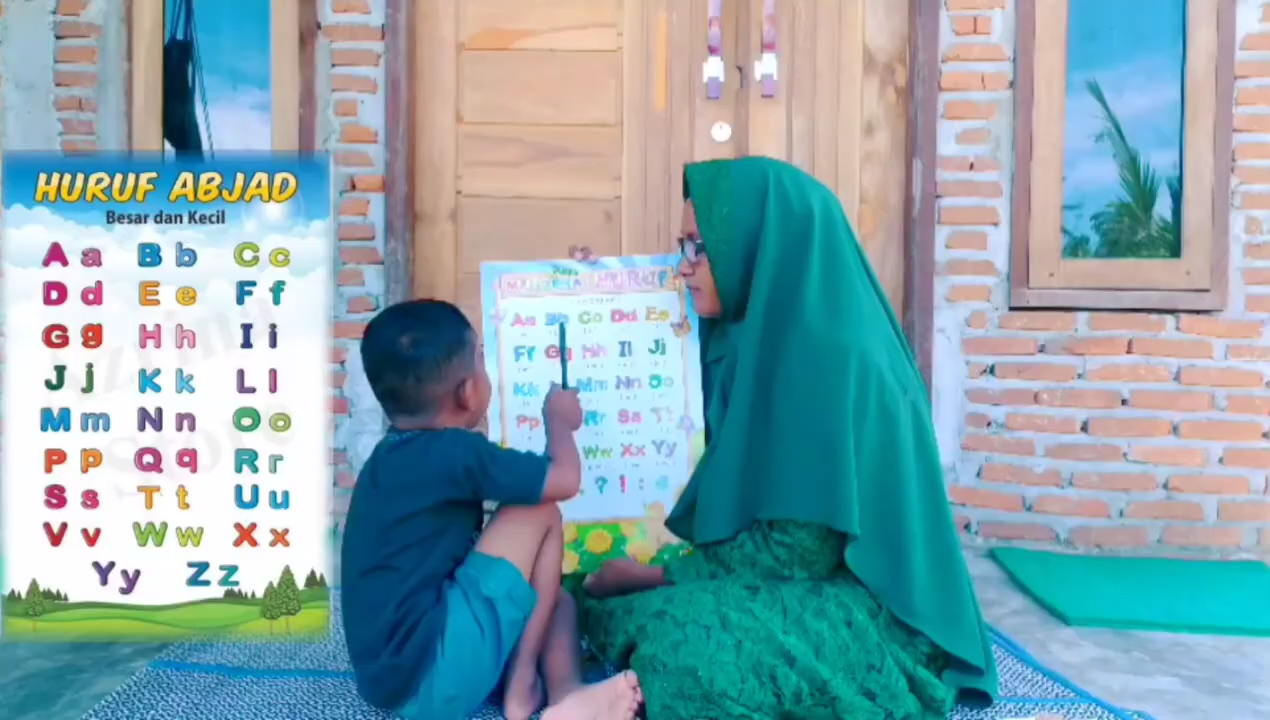 HURUF ABJAD
Besar dan Kecil
A a B b C c
D d E e F f
G g H h I i
J j K k L l
M m N n O o
P p Q q R r
S s T t U u
V v W w X x
Y y Z z
Aa Bb Cc Dd Ee
Ff Gg Hh Ii Jj
Kk Mm Nn Oo
Pp Rr Ss
Ww Xx Yy
? !